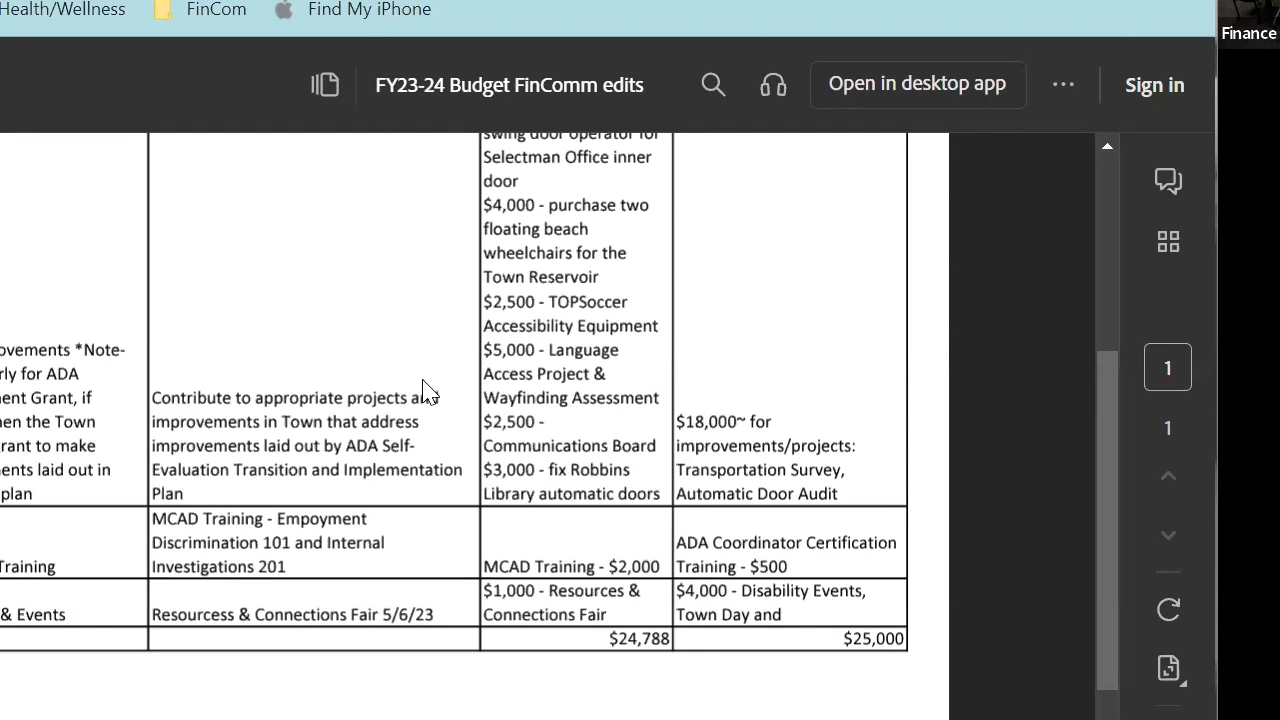 Health/Wellness FinCom Find My iPhone
Finance
FY23-24 Budget FinComm edits Open in desktop app Sign in
swing door operator for
Selectman Office inner
door
$4,000 - purchase two
floating beach
wheelchairs for the
Town Reservoir
$2,500 - TOPSoccer
Accessibility Equipment
$5,000 - Language
Access Project &
Wayfinding Assessment
$2,500 -
Communications Board
$3,000 - fix Robbins
Library automatic doors
ovements *Note-
rly for ADA
ent Grant, if
en the Town
rant to make
ents laid out in
plan
Contribute to appropriate projects and
improvements in Town that address
improvements laid out by ADA Self-
Evaluation Transition and Implementation
Plan
$18,000~ for
improvements/projects:
Transportation Survey,
Automatic Door Audit
Training
MCAD Training - Empoyment
Discrimination 101 and Internal
Investigations 201
MCAD Training - $2,000
ADA Coordinator Certification
Training - $500
& Events
Resourcess & Connections Fair 5/6/23
$1,000 - Resources &
Connections Fair
$4,000 - Disability Events,
Town Day and
$24,788
$25,000
1
1